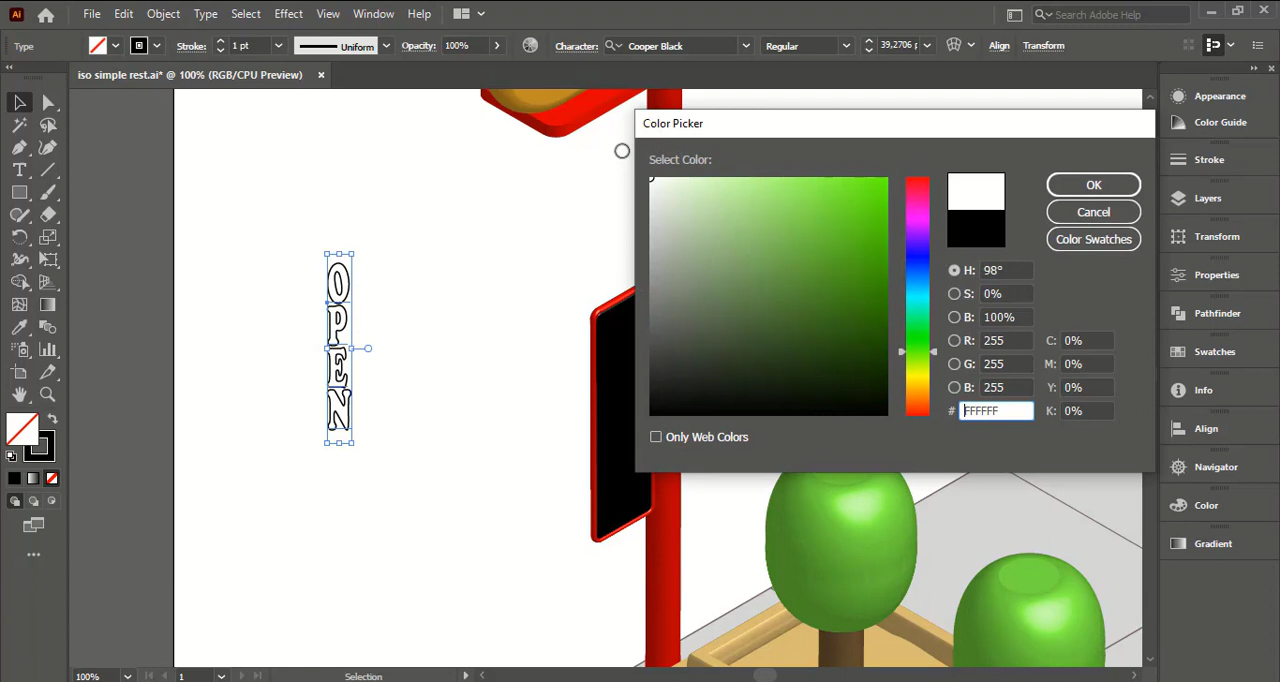 Ai File Edit Object Type Select Effect View Window Help Search Adobe Help
Type Stroke: 1 pt Uniform Opacity: 100% Character: Cooper Black Regular 39,2706 p Align Transform
iso simple rest.ai* @ 100% (RGB/CPU Preview) ×
Color Picker
Select Color:
OK
Cancel
Color Swatches
H: 98°
S: 0%
B: 100%
R: 255 C: 0%
G: 255 M: 0%
B: 255 Y: 0%
# FFFFFF K: 0%
Only Web Colors
OPEN
Appearance
Color Guide
Stroke
Layers
Transform
Properties
Pathfinder
Swatches
Info
Align
Navigator
Color
Gradient
100% 1 Selection